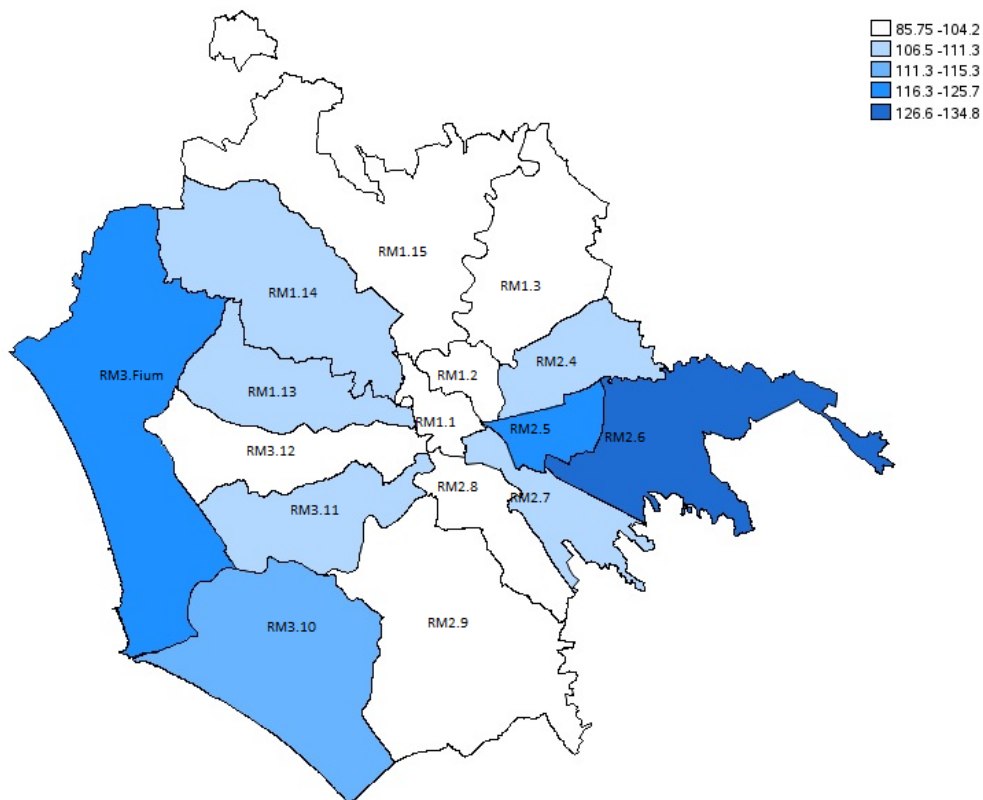 85.75 -104.2
106.5 -111.3
111.3 -115.3
116.3 -125.7
126.6 -134.8
RM1.15
RM1.3
RM1.14
RM2.4
RM3.Fium
RM1.2
RM1.13
RM1.1
RM2.5
RM2.6
RM3.12
RM2.8
RM2.7
RM3.11
RM3.10
RM2.9